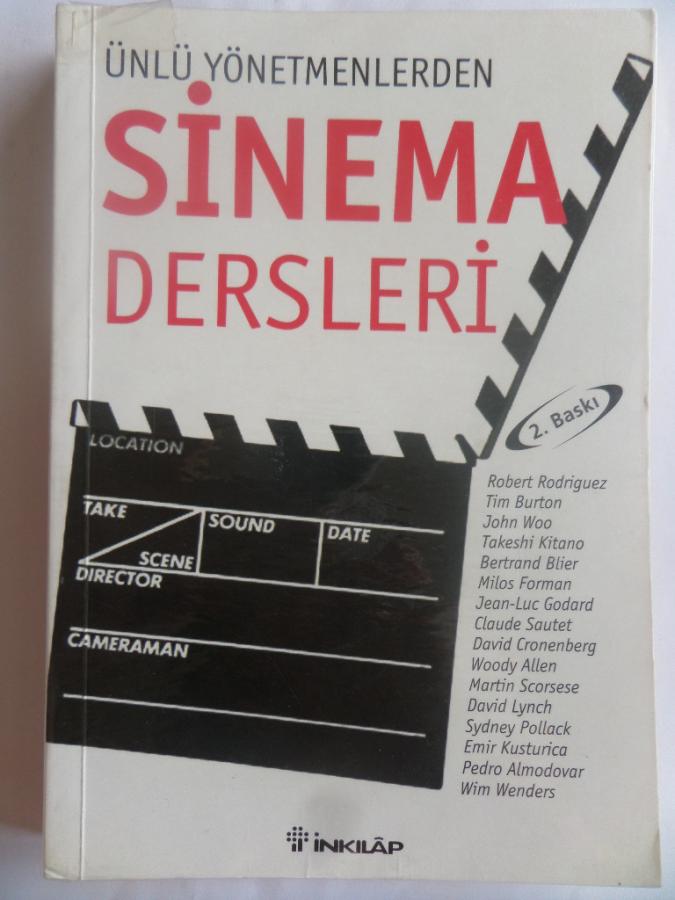 ÜNLÜ YÖNETMENLERDEN
SİNEMA
DERSLERİ
2. Baskı
LOCATION
TAKE
SOUND
DATE
SCENE
DIRECTOR
CAMERAMAN
Robert Rodriguez
Tim Burton
John Woo
Takeshi Kitano
Bertrand Blier
Milos Forman
Jean-Luc Godard
Claude Sautet
David Cronenberg
Woody Allen
Martin Scorsese
David Lynch
Sydney Pollack
Emir Kusturica
Pedro Almodovar
Wim Wenders
İNKILÂP